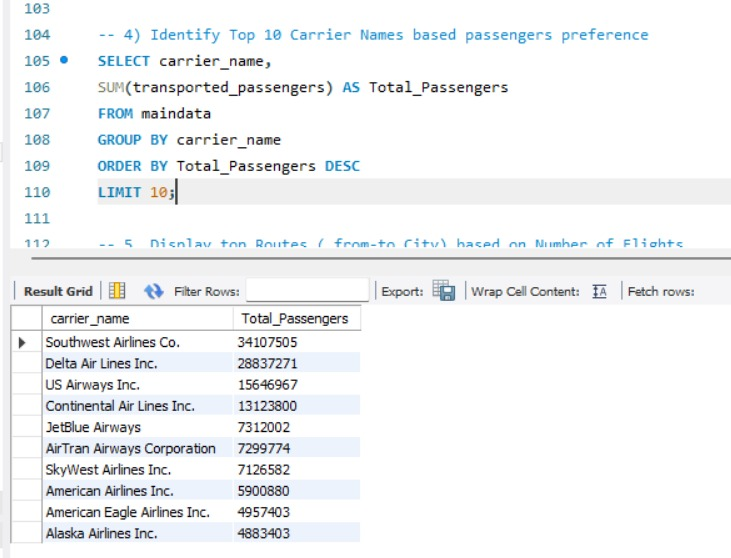 103
104 -- 4) Identify Top 10 Carrier Names based passengers preference
105 SELECT carrier_name,
106 SUM(transported_passengers) AS Total_Passengers
107 FROM maindata
108 GROUP BY carrier_name
109 ORDER BY Total_Passengers DESC
110 LIMIT 10;
111
112 -- 5. Display top Routes ( from-to City) based on Number of Flights
Result Grid Filter Rows: Export: Wrap Cell Content: IA Fetch rows:
carrier_name Total_Passengers
Southwest Airlines Co. 34107505
Delta Air Lines Inc. 28837271
US Airways Inc. 15646967
Continental Air Lines Inc. 13123800
JetBlue Airways 7312002
AirTran Airways Corporation 7299774
SkyWest Airlines Inc. 7126582
American Airlines Inc. 5900880
American Eagle Airlines Inc. 4957403
Alaska Airlines Inc. 4883403